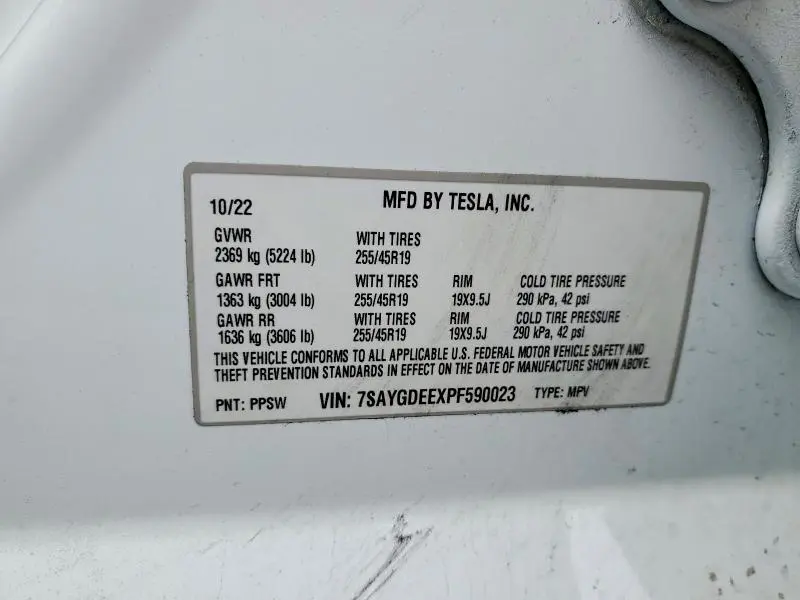 10/22 MFD BY TESLA, INC.
GVWR WITH TIRES
2369 kg (5224 lb) 255/45R19
GAWR FRT WITH TIRES RIM COLD TIRE PRESSURE
1363 kg (3004 lb) 255/45R19 19X9.5J 290 kPa, 42 psi
GAWR RR WITH TIRES RIM COLD TIRE PRESSURE
1636 kg (3606 lb) 255/45R19 19X9.5J 290 kPa, 42 psi
THIS VEHICLE CONFORMS TO ALL APPLICABLE U.S. FEDERAL MOTOR VEHICLE SAFETY AND
THEFT PREVENTION STANDARDS IN EFFECT ON THE DATE OF MANUFACTURE SHOWN ABOVE.
PNT: PPSW VIN: 7SAYGDEEXPF590023 TYPE: MPV